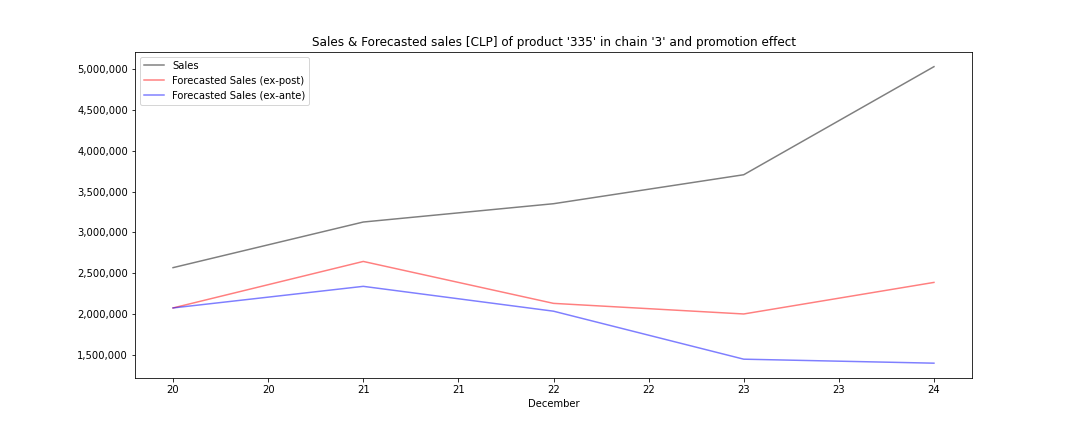 Sales & Forecasted sales [CLP] of product '335' in chain '3' and promotion effect
Sales
Forecasted Sales (ex-post)
Forecasted Sales (ex-ante)
5,000,000
4,500,000
4,000,000
3,500,000
3,000,000
2,500,000
2,000,000
1,500,000
20 20 21 21 22 22 23 23 24
December